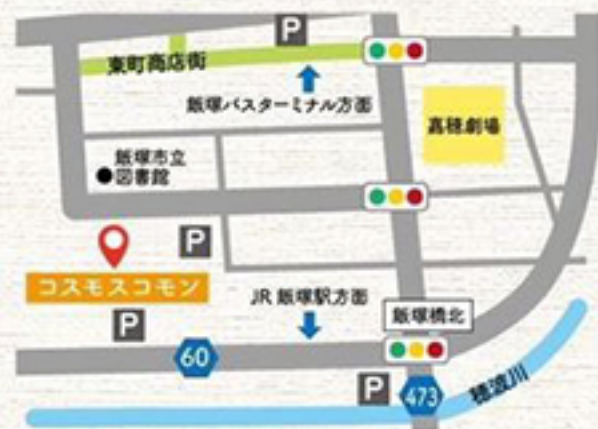 P
東町商店街
飯塚バスターミナル方面
嘉穂劇場
飯塚市立
図書館
P
コスモスコモン
JR 飯塚駅方面
飯塚橋北
P
60
P
473
穂波川